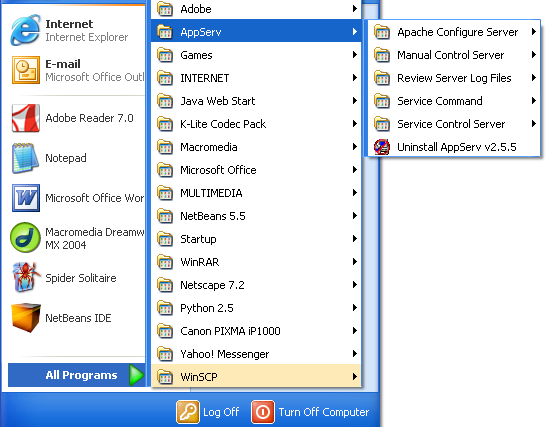 Internet
Internet Explorer
E-mail
Microsoft Office Outl
Adobe Reader 7.0
Notepad
Microsoft Office Wor
Macromedia Dreamw
MX 2004
Spider Solitaire
NetBeans IDE
All Programs
Adobe
AppServ
Games
INTERNET
Java Web Start
K-Lite Codec Pack
Macromedia
Microsoft Office
MULTIMEDIA
NetBeans 5.5
Startup
WinRAR
Netscape 7.2
Python 2.5
Canon PIXMA iP1000
Yahoo! Messenger
WinSCP
Apache Configure Server
Manual Control Server
Review Server Log Files
Service Command
Service Control Server
Uninstall AppServ v2.5.5
Log Off
Turn Off Computer